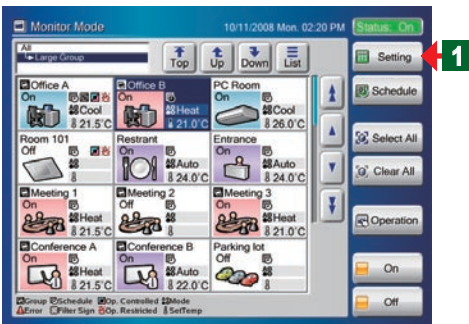 Monitor Mode 10/11/2008 Mon. 02:20 PM Status: On
All
Large Group
Top Up Down List
Setting 1
Office A
On
Cool
21.5°C
Office B
On
Heat
21.0°C
PC Room
On
Cool
26.0°C
Schedule
Room 101
Off
Restrant
On
Auto
24.0°C
Entrance
On
Auto
24.0°C
Select All
Clear All
Meeting 1
On
Heat
21.5°C
Meeting 2
Off
Meeting 3
On
Heat
21.5°C
Operation
Conference A
On
Heat
21.5°C
Conference B
On
Auto
22.0°C
Parking lot
Off
On
Off
Group Schedule Op. Controlled Mode
Error Filter Sign Op. Restricted SetTemp